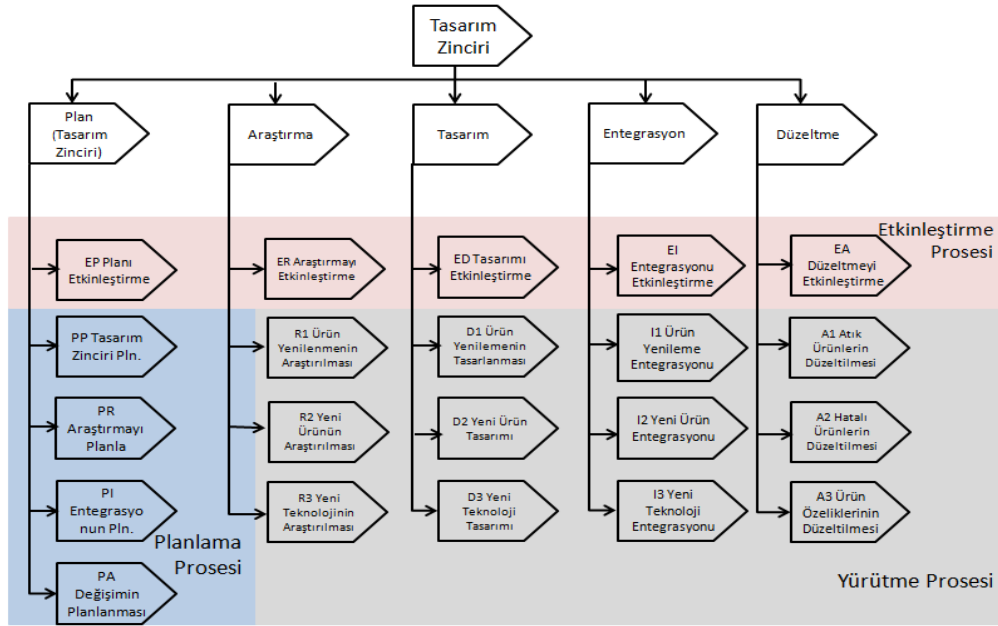 Tasarım
Zinciri
Plan
(Tasarım
Zinciri)
Araştırma
Tasarım
Entegrasyon
Düzeltme
Etkinleştirme
Prosesi
EP Planı
Etkinleştirme
ER Araştırmayı
Etkinleştirme
ED Tasarımı
Etkinleştirme
EI
Entegrasyonu
Etkinleştirme
EA
Düzeltmeyi
Etkinleştirme
PP Tasarım
Zinciri Pln.
R1 Ürün
Yenilenmenin
Araştırılması
D1 Ürün
Yenilemenin
Tasarlanması
I1 Ürün
Yenileme
Entegrasyonu
A1 Atık
Ürünlerin
Düzeltilmesi
PR
Araştırmayı
Planla
R2 Yeni
Ürünün
Araştırılması
D2 Yeni Ürün
Tasarımı
I2 Yeni Ürün
Entegrasyonu
A2 Hatalı
Ürünlerin
Düzeltilmesi
PI
Entegrasyo
nun Pln.
R3 Yeni
Teknolojinin
Araştırılması
D3 Yeni
Teknoloji
Tasarımı
I3 Yeni
Teknoloji
Entegrasyonu
A3 Ürün
Özeliklerinin
Düzeltilmesi
Planlama
Prosesi
PA
Değişimin
Planlanması
Yürütme Prosesi